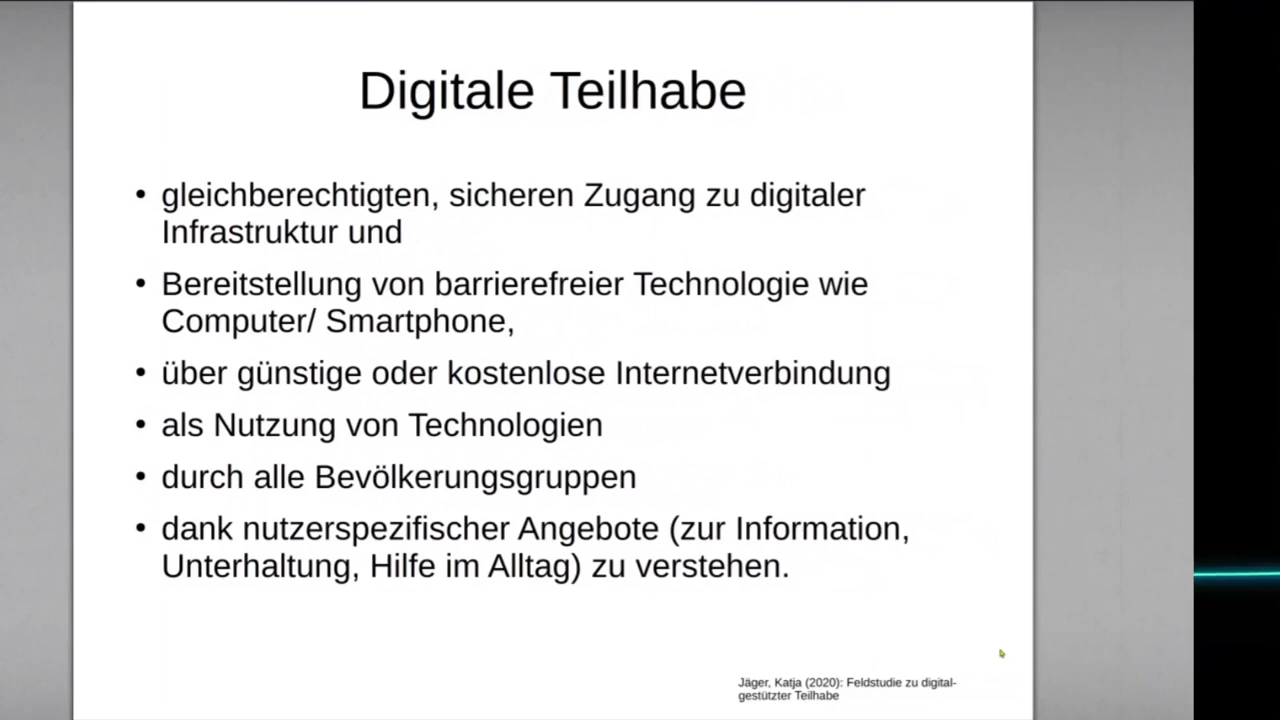 Digitale Teilhabe
• gleichberechtigten, sicheren Zugang zu digitaler
Infrastruktur und
• Bereitstellung von barrierefreier Technologie wie
Computer/ Smartphone,
• über günstige oder kostenlose Internetverbindung
• als Nutzung von Technologien
• durch alle Bevölkerungsgruppen
• dank nutzerspezifischer Angebote (zur Information,
Unterhaltung, Hilfe im Alltag) zu verstehen.
Jäger, Katja (2020): Feldstudie zu digital-
gestützter Teilhabe